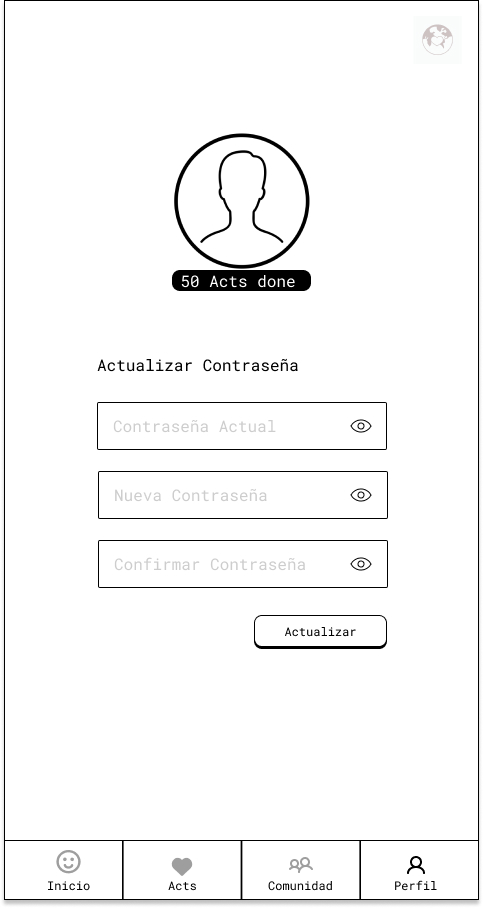 50 Acts done
Actualizar Contraseña
Contraseña Actual
Nueva Contraseña
Confirmar Contraseña
Actualizar
Inicio
Acts
Comunidad
Perfil